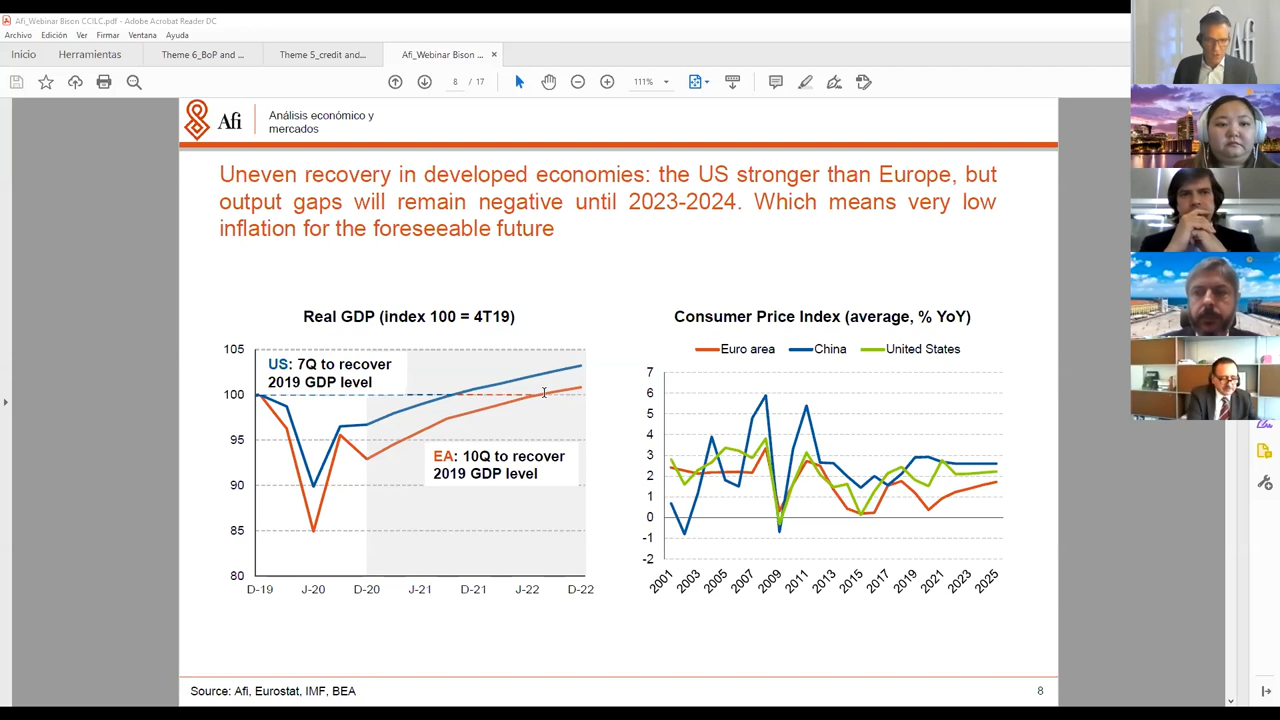 Afi_Webinar Bison CCILC.pdf - Adobe Acrobat Reader DC
Archivo Edición Ver Firmar Ventana Ayuda
Inicio Herramientas Theme 6_BoP and ... Theme 5_credit and... Afi_Webinar Bison ... ×
8 / 17 111%
Afi Análisis económico y
mercados
Uneven recovery in developed economies: the US stronger than Europe, but
output gaps will remain negative until 2023-2024. Which means very low
inflation for the foreseeable future
Real GDP (index 100 = 4T19)
105
100
95
90
85
80
US: 7Q to recover
2019 GDP level
EA: 10Q to recover
2019 GDP level
D-19 J-20 D-20 J-21 D-21 J-22 D-22
Consumer Price Index (average, % YoY)
Euro area China United States
7
6
5
4
3
2
1
0
-1
-2
2001 2003 2005 2007 2009 2011 2013 2015 2017 2019 2021 2023 2025
Source: Afi, Eurostat, IMF, BEA
8
Afi